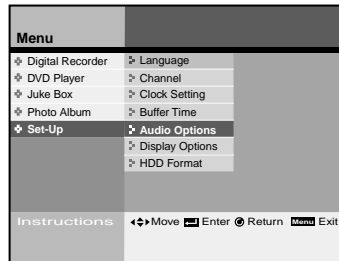 Menu
Digital Recorder
Language
DVD Player
Channel
Juke Box
Clock Setting
Photo Album
Buffer Time
Set-Up
Audio Options
Display Options
HDD Format
Instructions
Move Enter Return Menu Exit